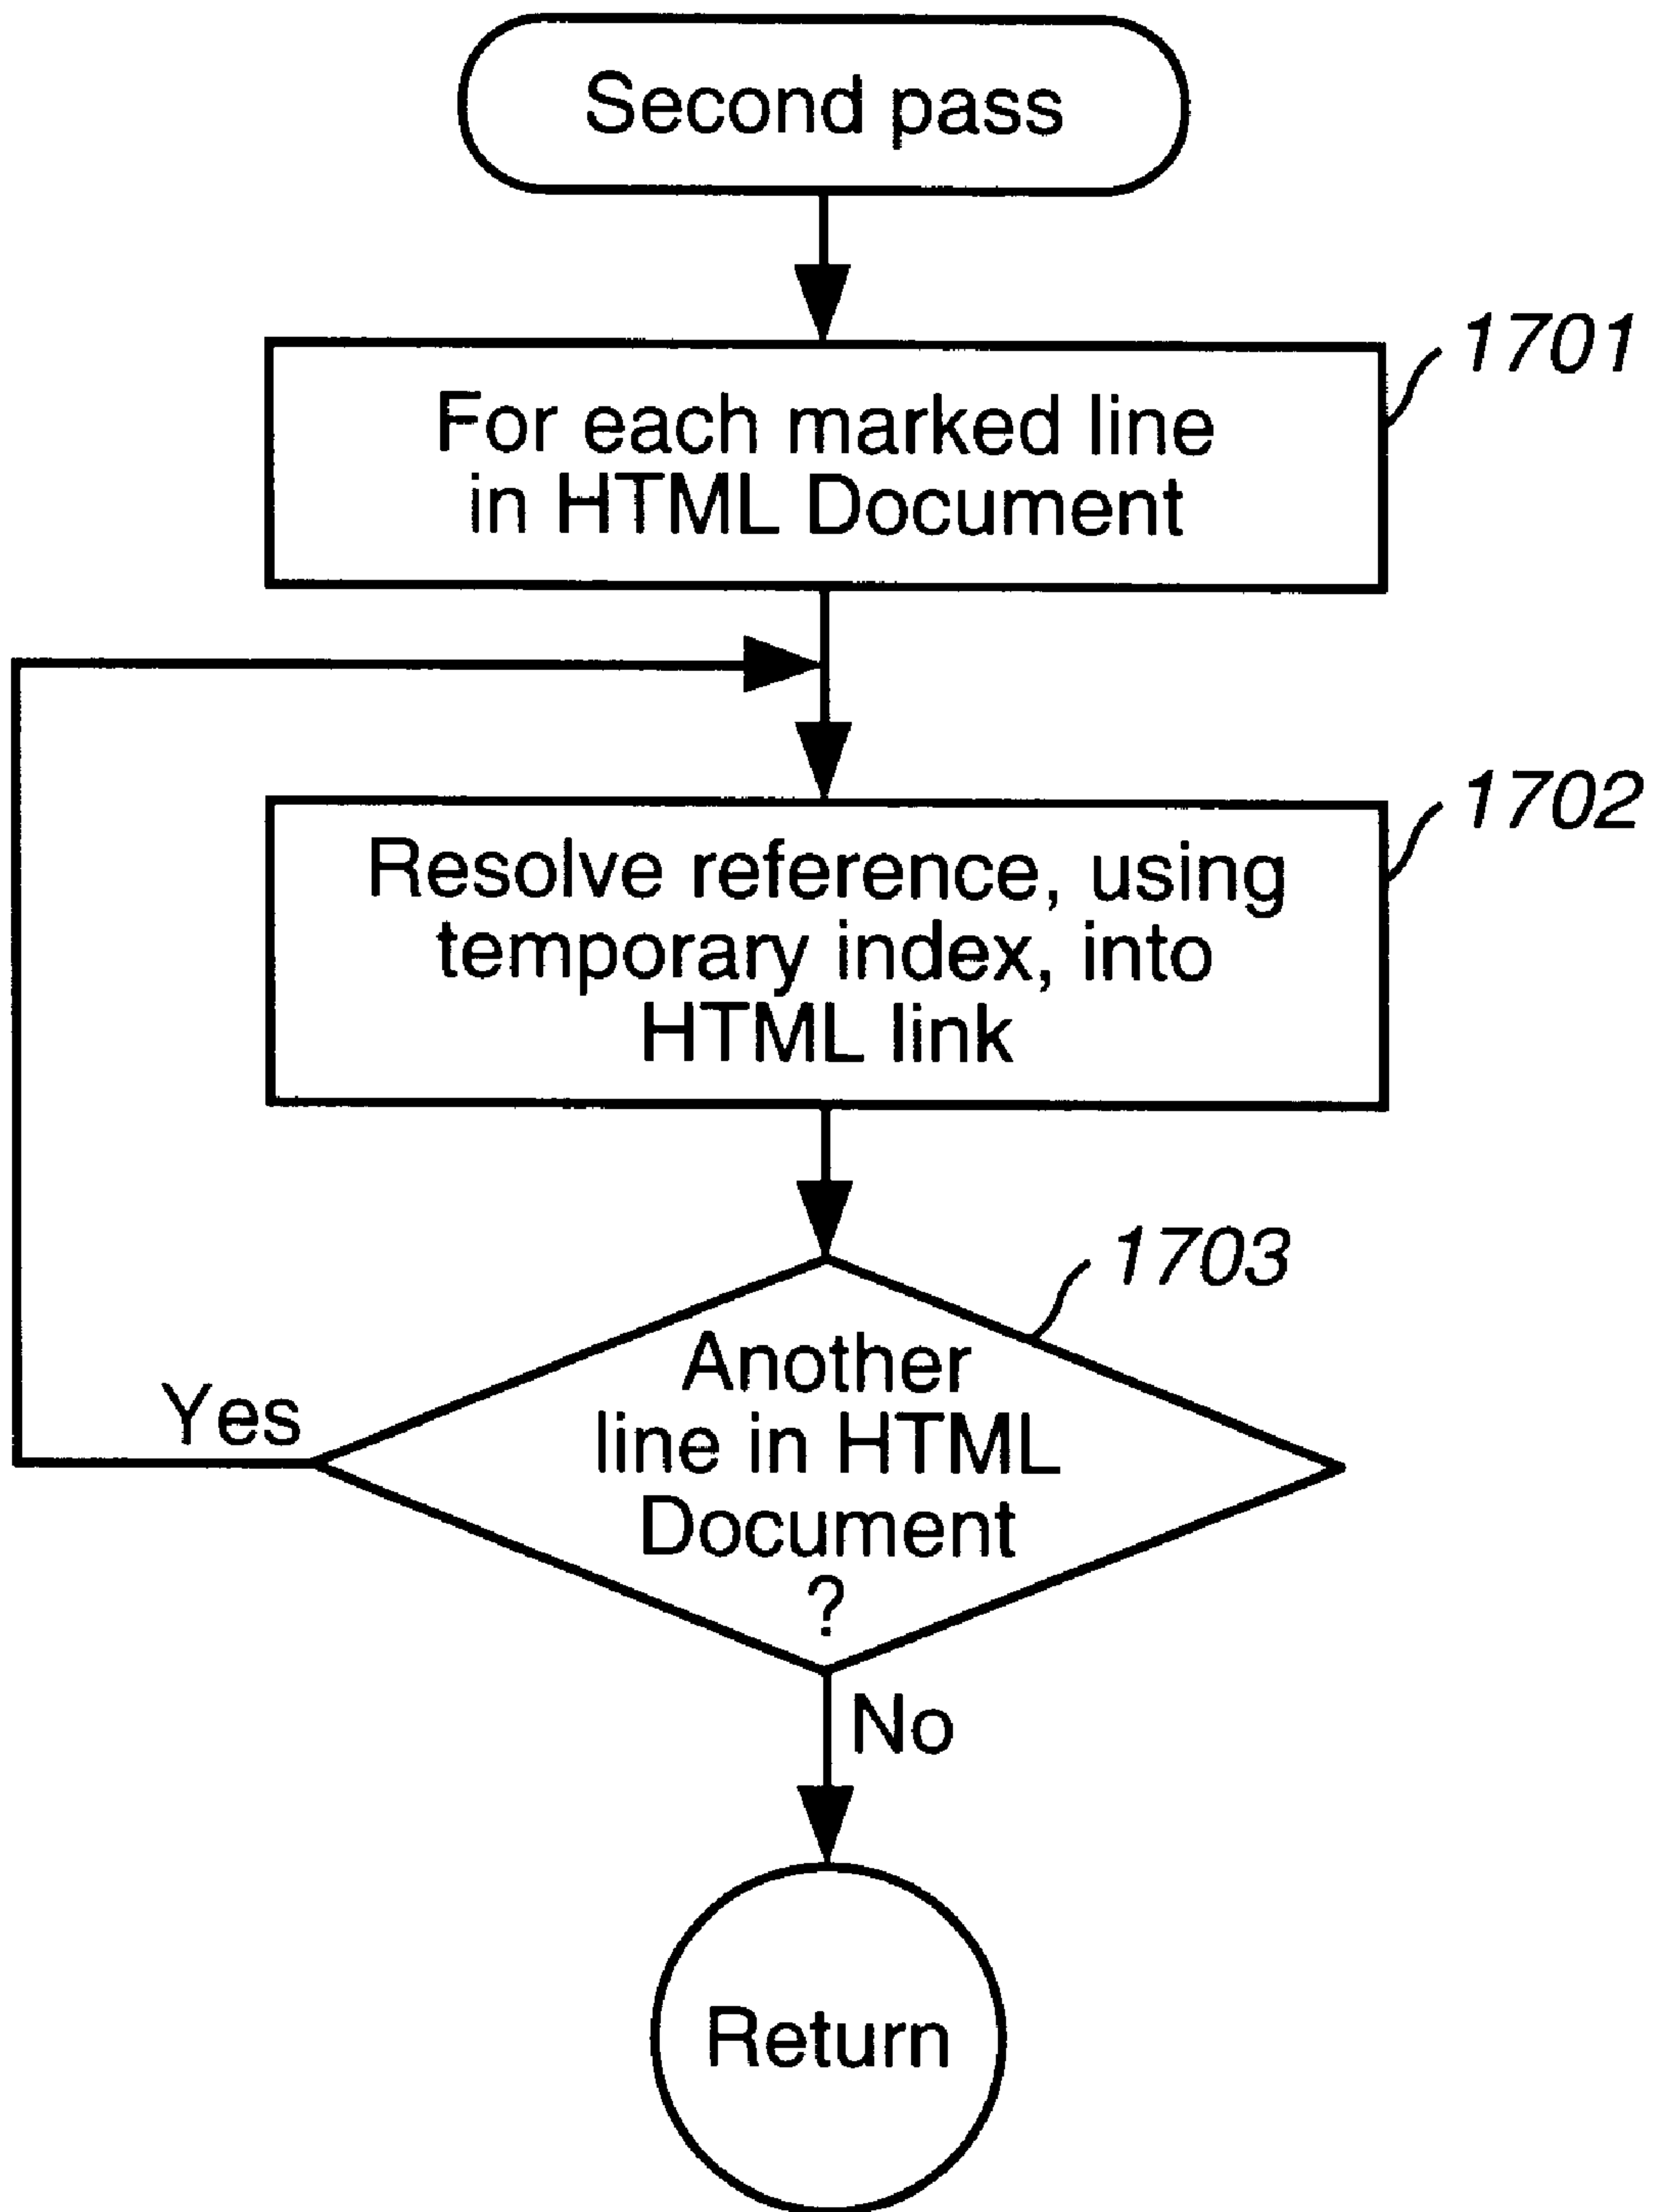 Second pass
1701
For each marked line
in HTML Document
1702
Resolve reference, using
temporary index, into
HTML link
1703
Another
line in HTML
Document
?
Yes
No
Return